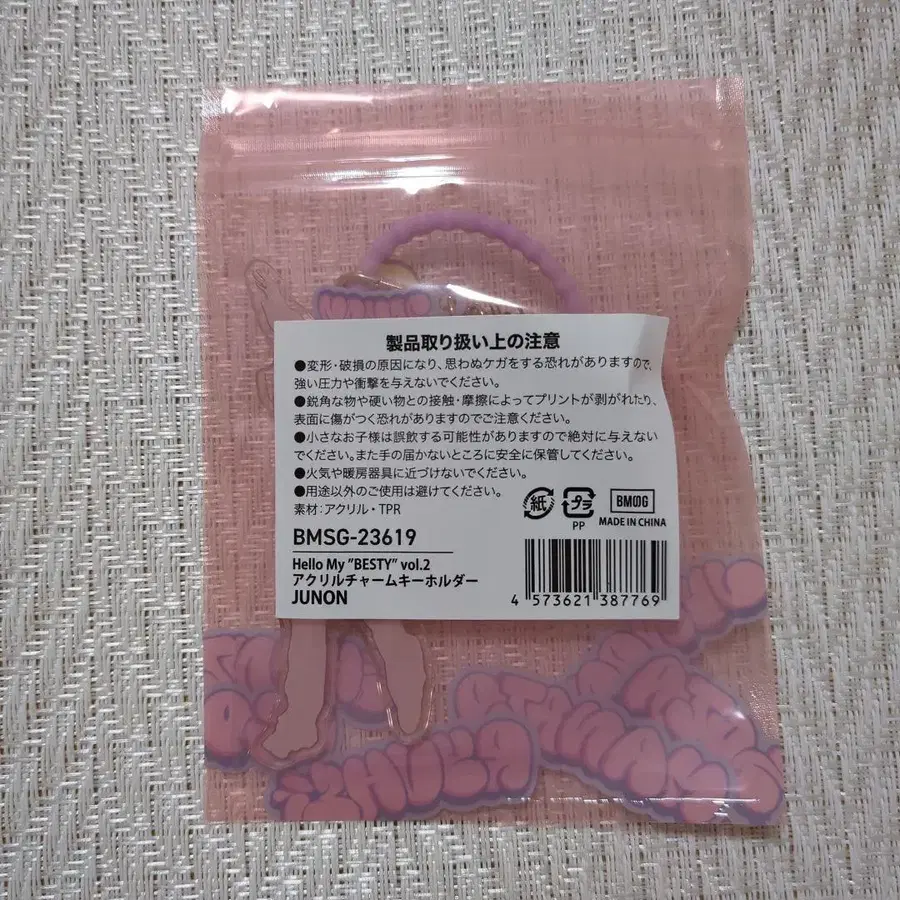 製品取り扱い上の注意
●変形・破損の原因になり、思わぬケガをする恐れがありますので、
強い圧力や衝撃を与えないでください。
●鋭角な物や硬い物との接触・摩擦によってプリントが剥がれたり、
表面に傷がつく恐れがありますのでご注意ください。
●小さなお子様は誤飲する可能性がありますので絶対に与えない
でください。また手の届かないところに安全に保管してください。
●火気や暖房器具に近づけないでください。
●用途以外のご使用は避けてください。
素材:アクリル・TPR
紙
プラ
PP
BMSG
MADE IN CHINA
BMSG-23619
Hello My "BESTY" vol.2
アクリルチャームキーホルダー
JUNON
4 573621 387769